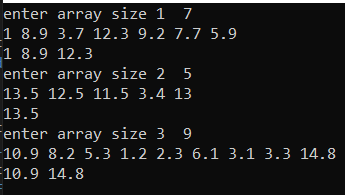 enter array size 1  7
1 8.9 3.7 12.3 9.2 7.7 5.9
1 8.9 12.3
enter array size 2  5
13.5 12.5 11.5 3.4 13
13.5
enter array size 3  9
10.9 8.2 5.3 1.2 2.3 6.1 3.1 3.3 14.8
10.9 14.8